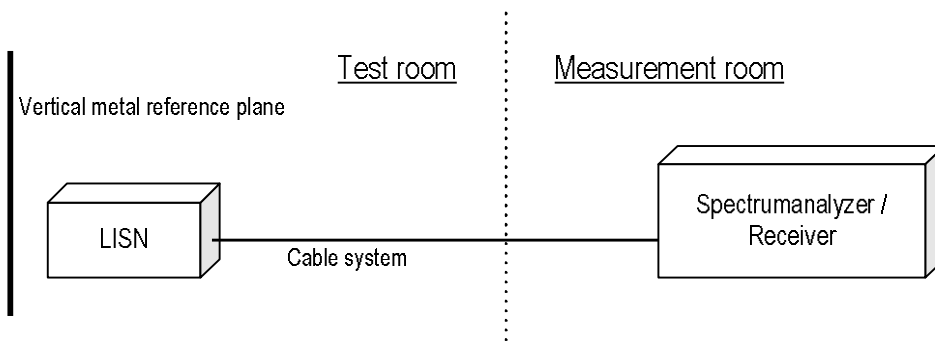 Test room
Measurement room
Vertical metal reference plane
LISN
Cable system
Spectrumanalyzer /
Receiver